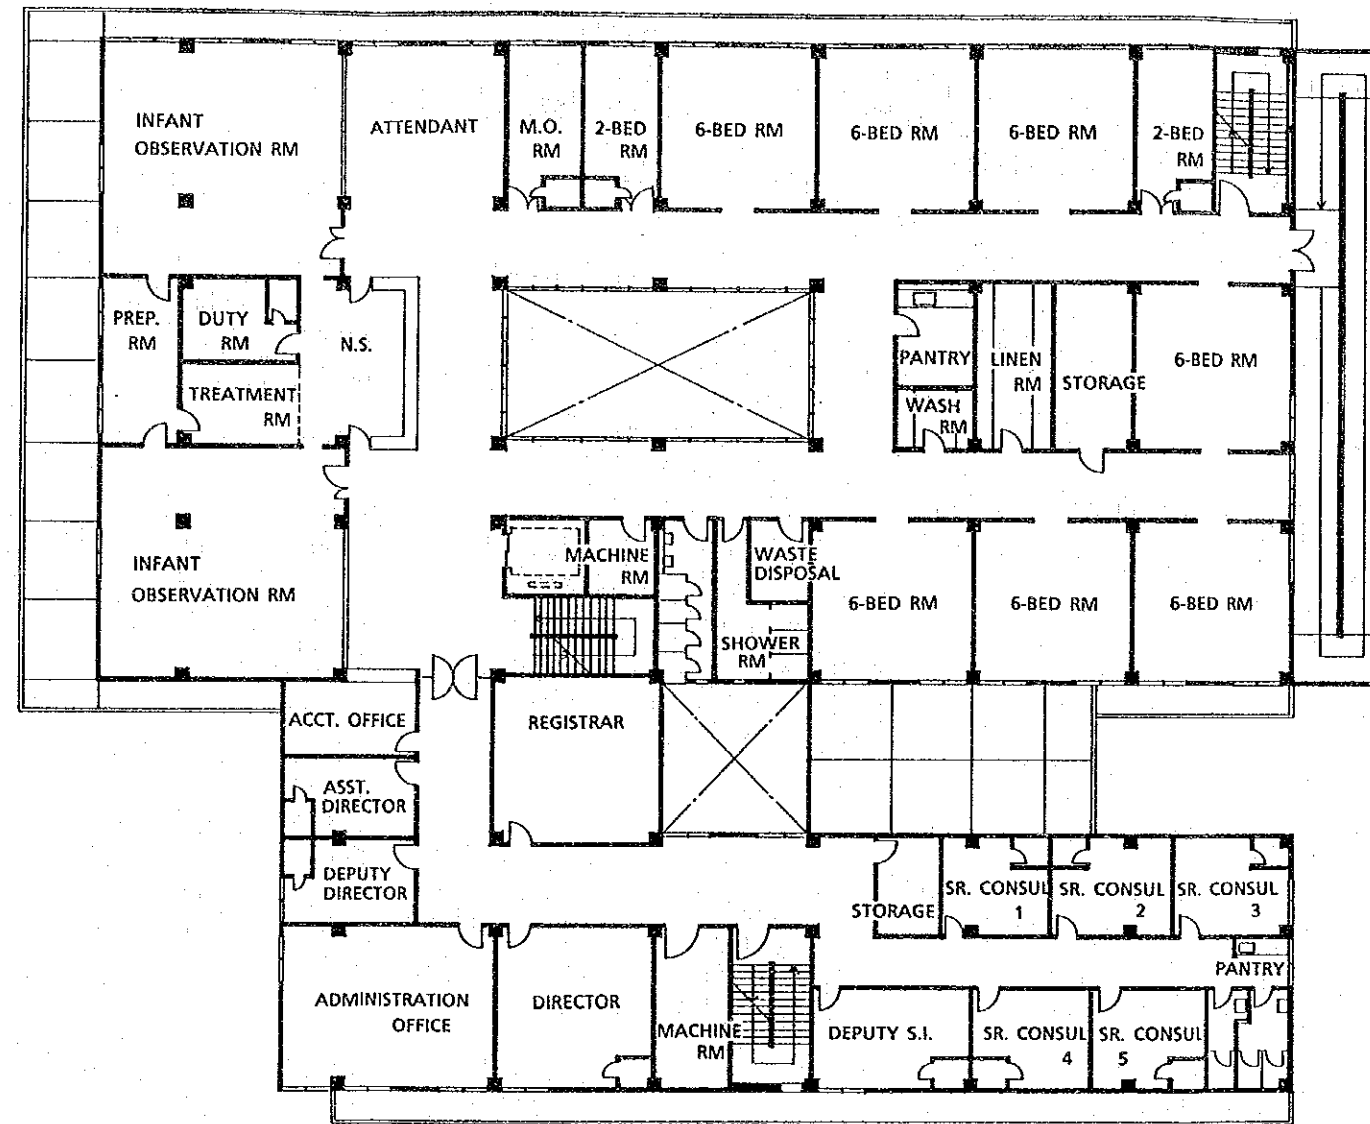 INFANT
OBSERVATION RM
ATTENDANT
M.O.
RM
2-BED
RM
6-BED RM
6-BED RM
6-BED RM
2-BED
RM
PREP.
RM
DUTY
RM
N.S.
TREATMENT
RM
PANTRY
WASH
RM
LINEN
RM
STORAGE
6-BED RM
INFANT
OBSERVATION RM
MACHINE
RM
WASTE
DISPOSAL
SHOWER
RM
6-BED RM
6-BED RM
6-BED RM
ACCT. OFFICE
REGISTRAR
ASST.
DIRECTOR
DEPUTY
DIRECTOR
STORAGE
SR. CONSUL
1
SR. CONSUL
2
SR. CONSUL
3
PANTRY
ADMINISTRATION
OFFICE
DIRECTOR
MACHINE
RM
DEPUTY S.I.
SR. CONSUL
4
SR. CONSUL
5